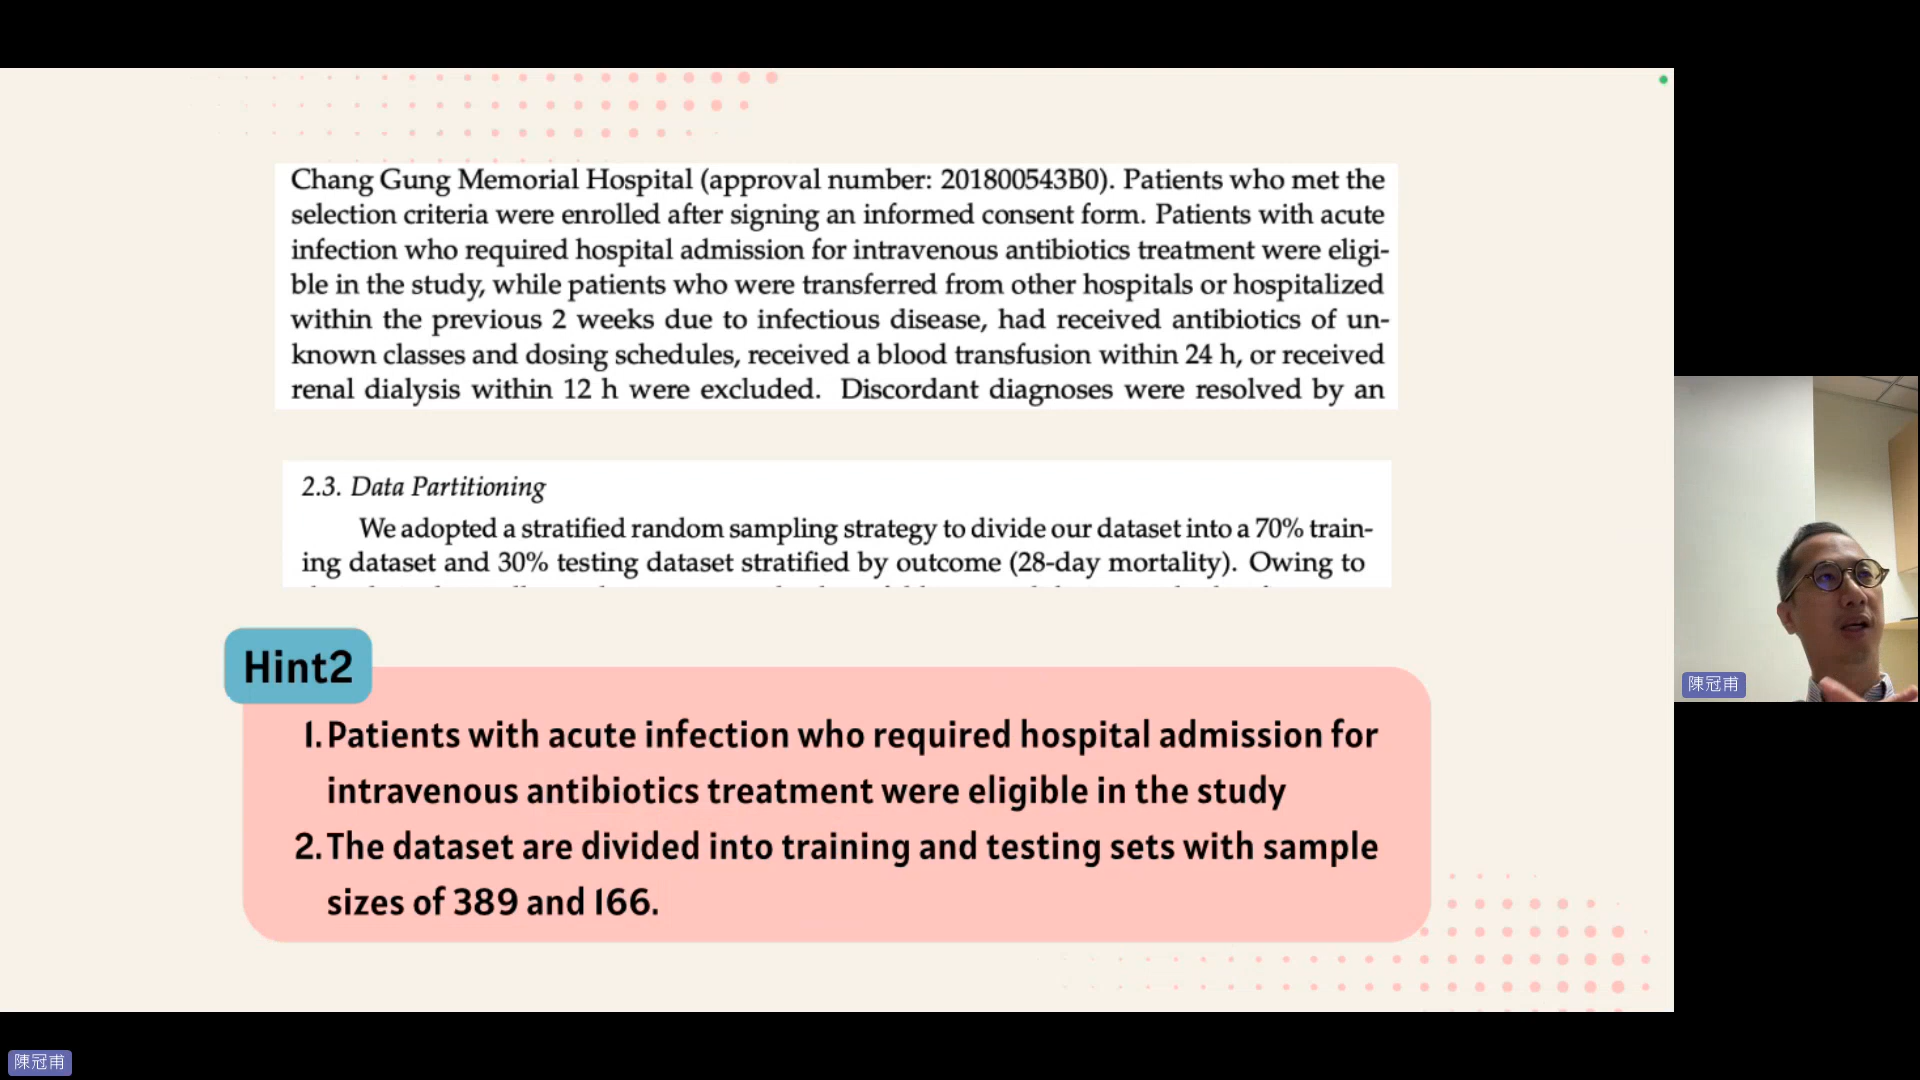 Chang Gung Memorial Hospital (approval number: 201800543B0). Patients who met the
selection criteria were enrolled after signing an informed consent form. Patients with acute
infection who required hospital admission for intravenous antibiotics treatment were eligi-
ble in the study, while patients who were transferred from other hospitals or hospitalized
within the previous 2 weeks due to infectious disease, had received antibiotics of un-
known classes and dosing schedules, received a blood transfusion within 24 h, or received
renal dialysis within 12 h were excluded. Discordant diagnoses were resolved by an
2.3. Data Partitioning
We adopted a stratified random sampling strategy to divide our dataset into a 70% train-
ing dataset and 30% testing dataset stratified by outcome (28-day mortality). Owing to
Hint2
1. Patients with acute infection who required hospital admission for
intravenous antibiotics treatment were eligible in the study
2. The dataset are divided into training and testing sets with sample
sizes of 389 and 166.
陳冠甫
陳冠甫